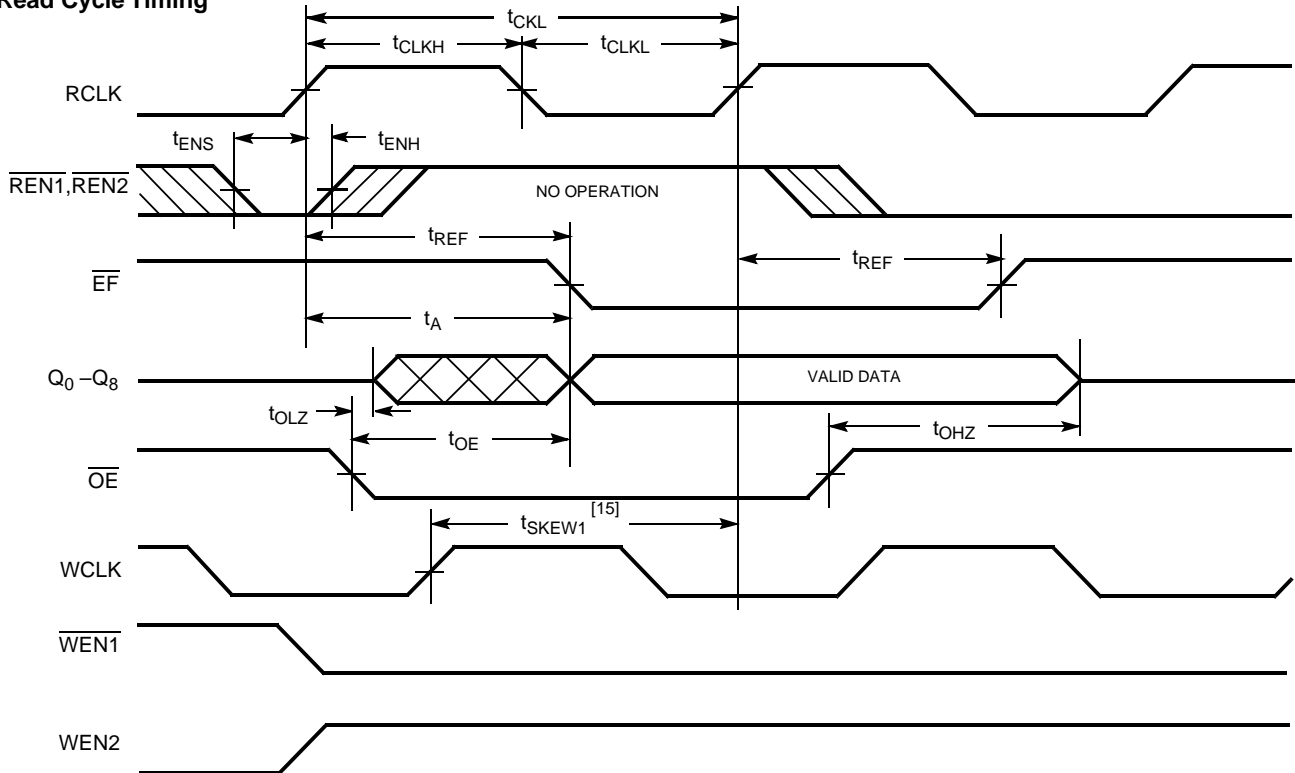 Read Cycle Timing
tCKL
tCLKH
tCLKL
RCLK
tENS
tENH
REN1,REN2
NO OPERATION
tREF
tREF
EF
tA
Q0 –Q8
VALID DATA
tOLZ
tOE
tOHZ
OE
tSKEW1 [15]
WCLK
WEN1
WEN2